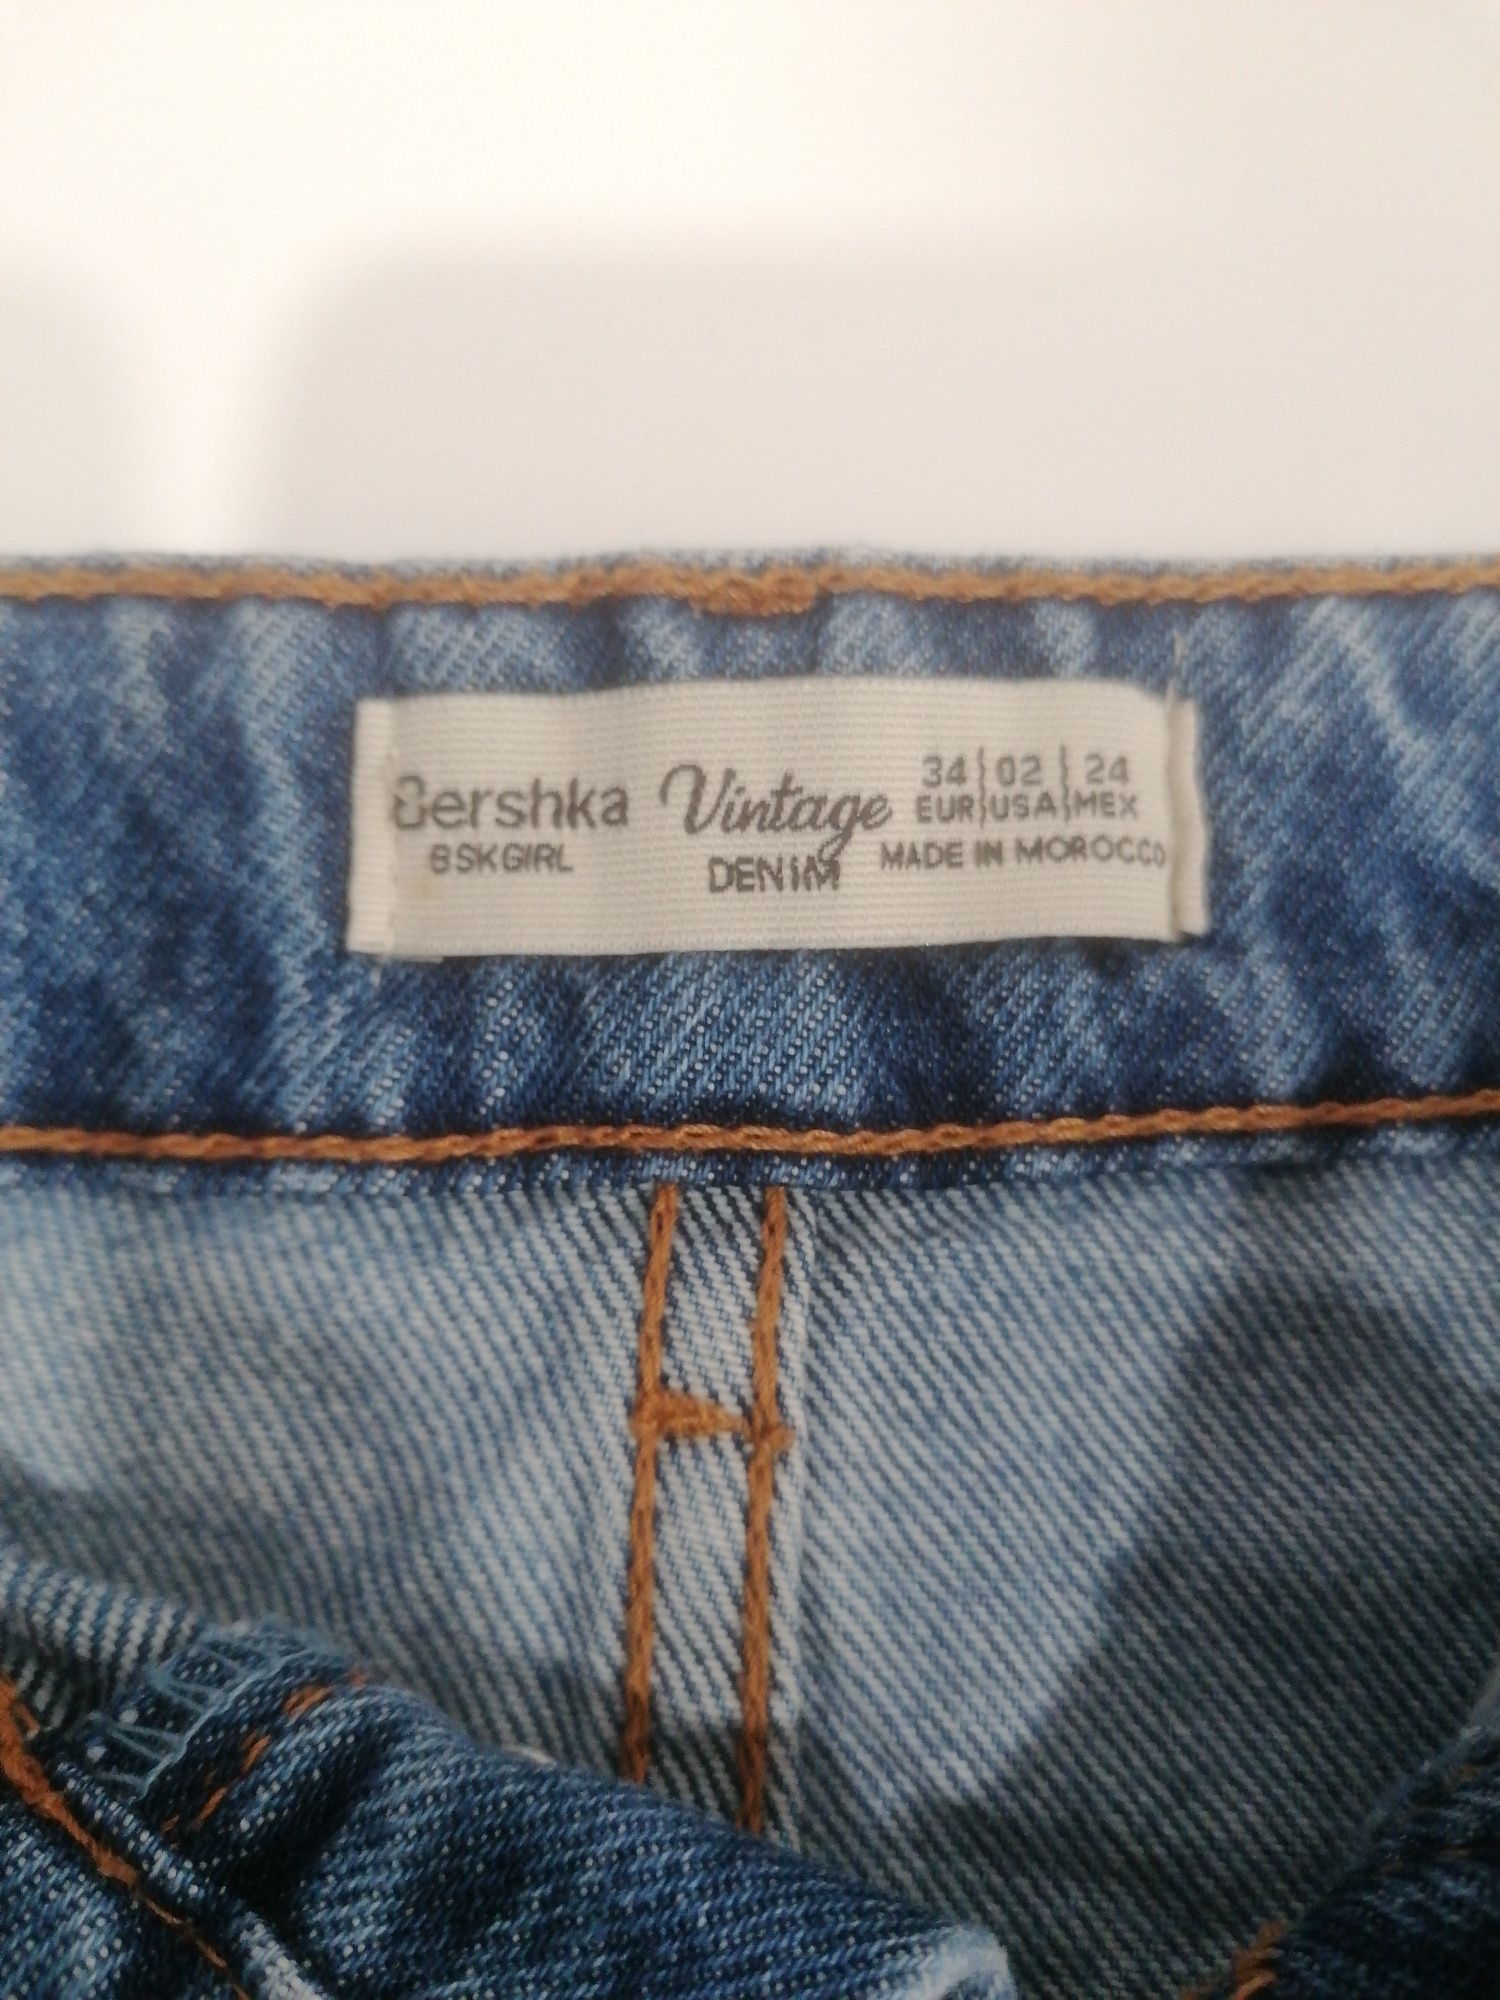 Bershka Vintage 34 | 02 | 24
EUR | USA | MEX
BSKGIRL DENIM MADE IN MOROCCO